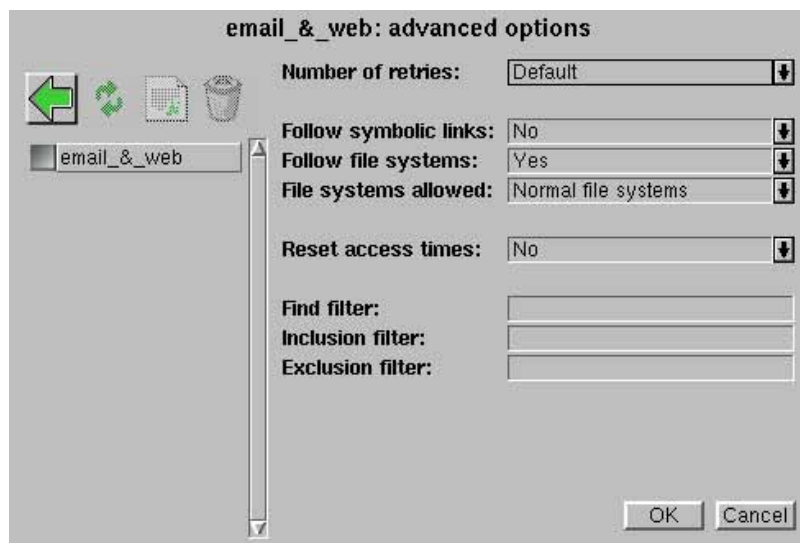 email_&_web: advanced options
email_&_web
Number of retries: Default
Follow symbolic links: No
Follow file systems: Yes
File systems allowed: Normal file systems
Reset access times: No
Find filter:
Inclusion filter:
Exclusion filter:
OK Cancel